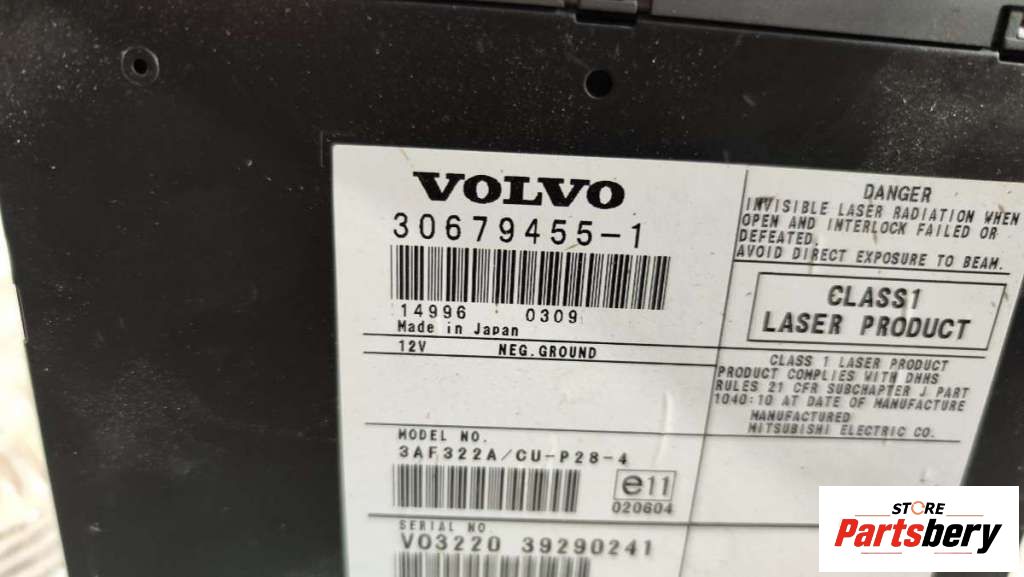 VOLVO
30679455-1
14996 0309
Made in Japan
12V NEG. GROUND
MODEL NO.
3AF322A/CU-P28-4
e11
020604
SERIAL NO.
VO3220 39290241
DANGER
INVISIBLE LASER RADIATION WHEN
OPEN AND INTERLOCK FAILED OR
DEFEATED.
AVOID DIRECT EXPOSURE TO BEAM.
CLASS1
LASER PRODUCT
CLASS 1 LASER PRODUCT
PRODUCT COMPLIES WITH DHHS
RULES 21 CFR SUBCHAPTER J PART
1040:10 AT DATE OF MANUFACTURE
MANUFACTURED
MITSUBISHI ELECTRIC CO.
STORE
Partsbery